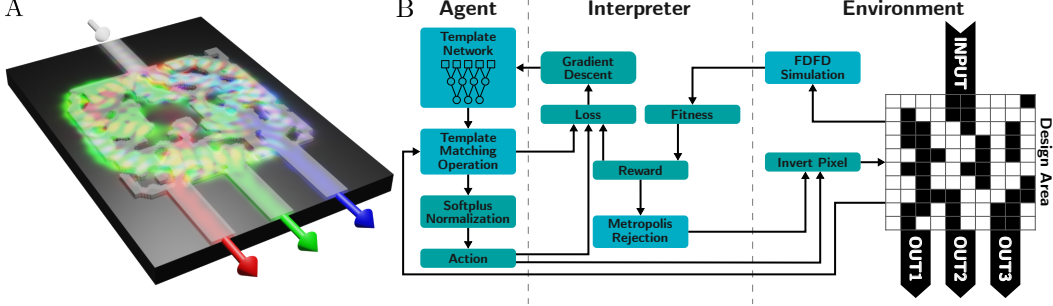 A
B
Agent
Interpreter
Environment
Template
Network
Gradient
Descent
FDFD
Simulation
INPUT
Loss
Fitness
Template
Matching
Operation
Reward
Invert Pixel
Design Area
Softplus
Normalization
Metropolis
Rejection
Action
OUT1
OUT2
OUT3